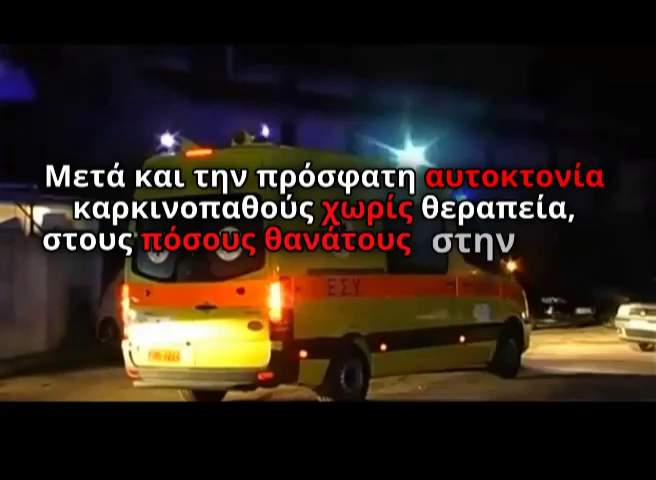 Μετά και την πρόσφατη αυτοκτονία
καρκινοπαθούς χωρίς θεραπεία,
στους πόσους θανάτους στην
ΕΣΥ